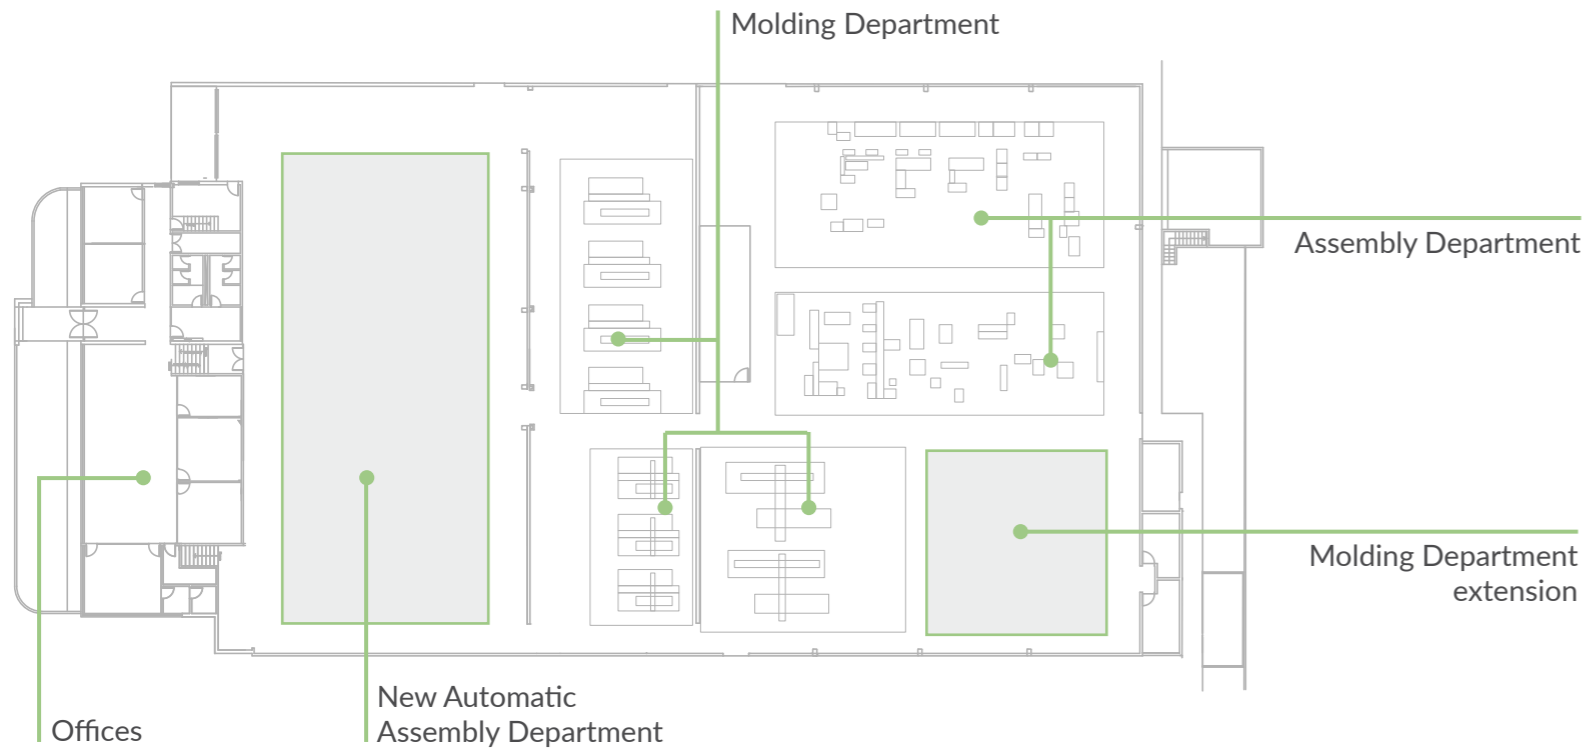 Molding Department
Assembly Department
Molding Department
extension
New Automatic
Assembly Department
Offices